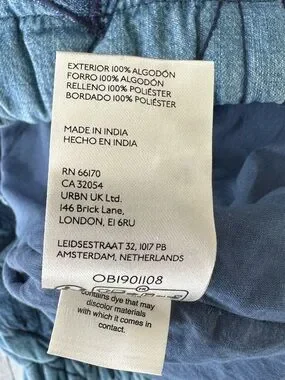 EXTERIOR 100% ALGODÓN
FORRO 100% ALGODÓN
RELLENO 100% POLIÉSTER
BORDADO 100% POLIÉSTER
MADE IN INDIA
HECHO EN INDIA
RN 66170
CA 32054
URBN UK Ltd.
146 Brick Lane,
LONDON, E1 6RU
LEIDSESTRAAT 32, 1017 PB
AMSTERDAM, NETHERLANDS
OB1901108
contains dye that may
discolor materials
with which it comes in
contact.